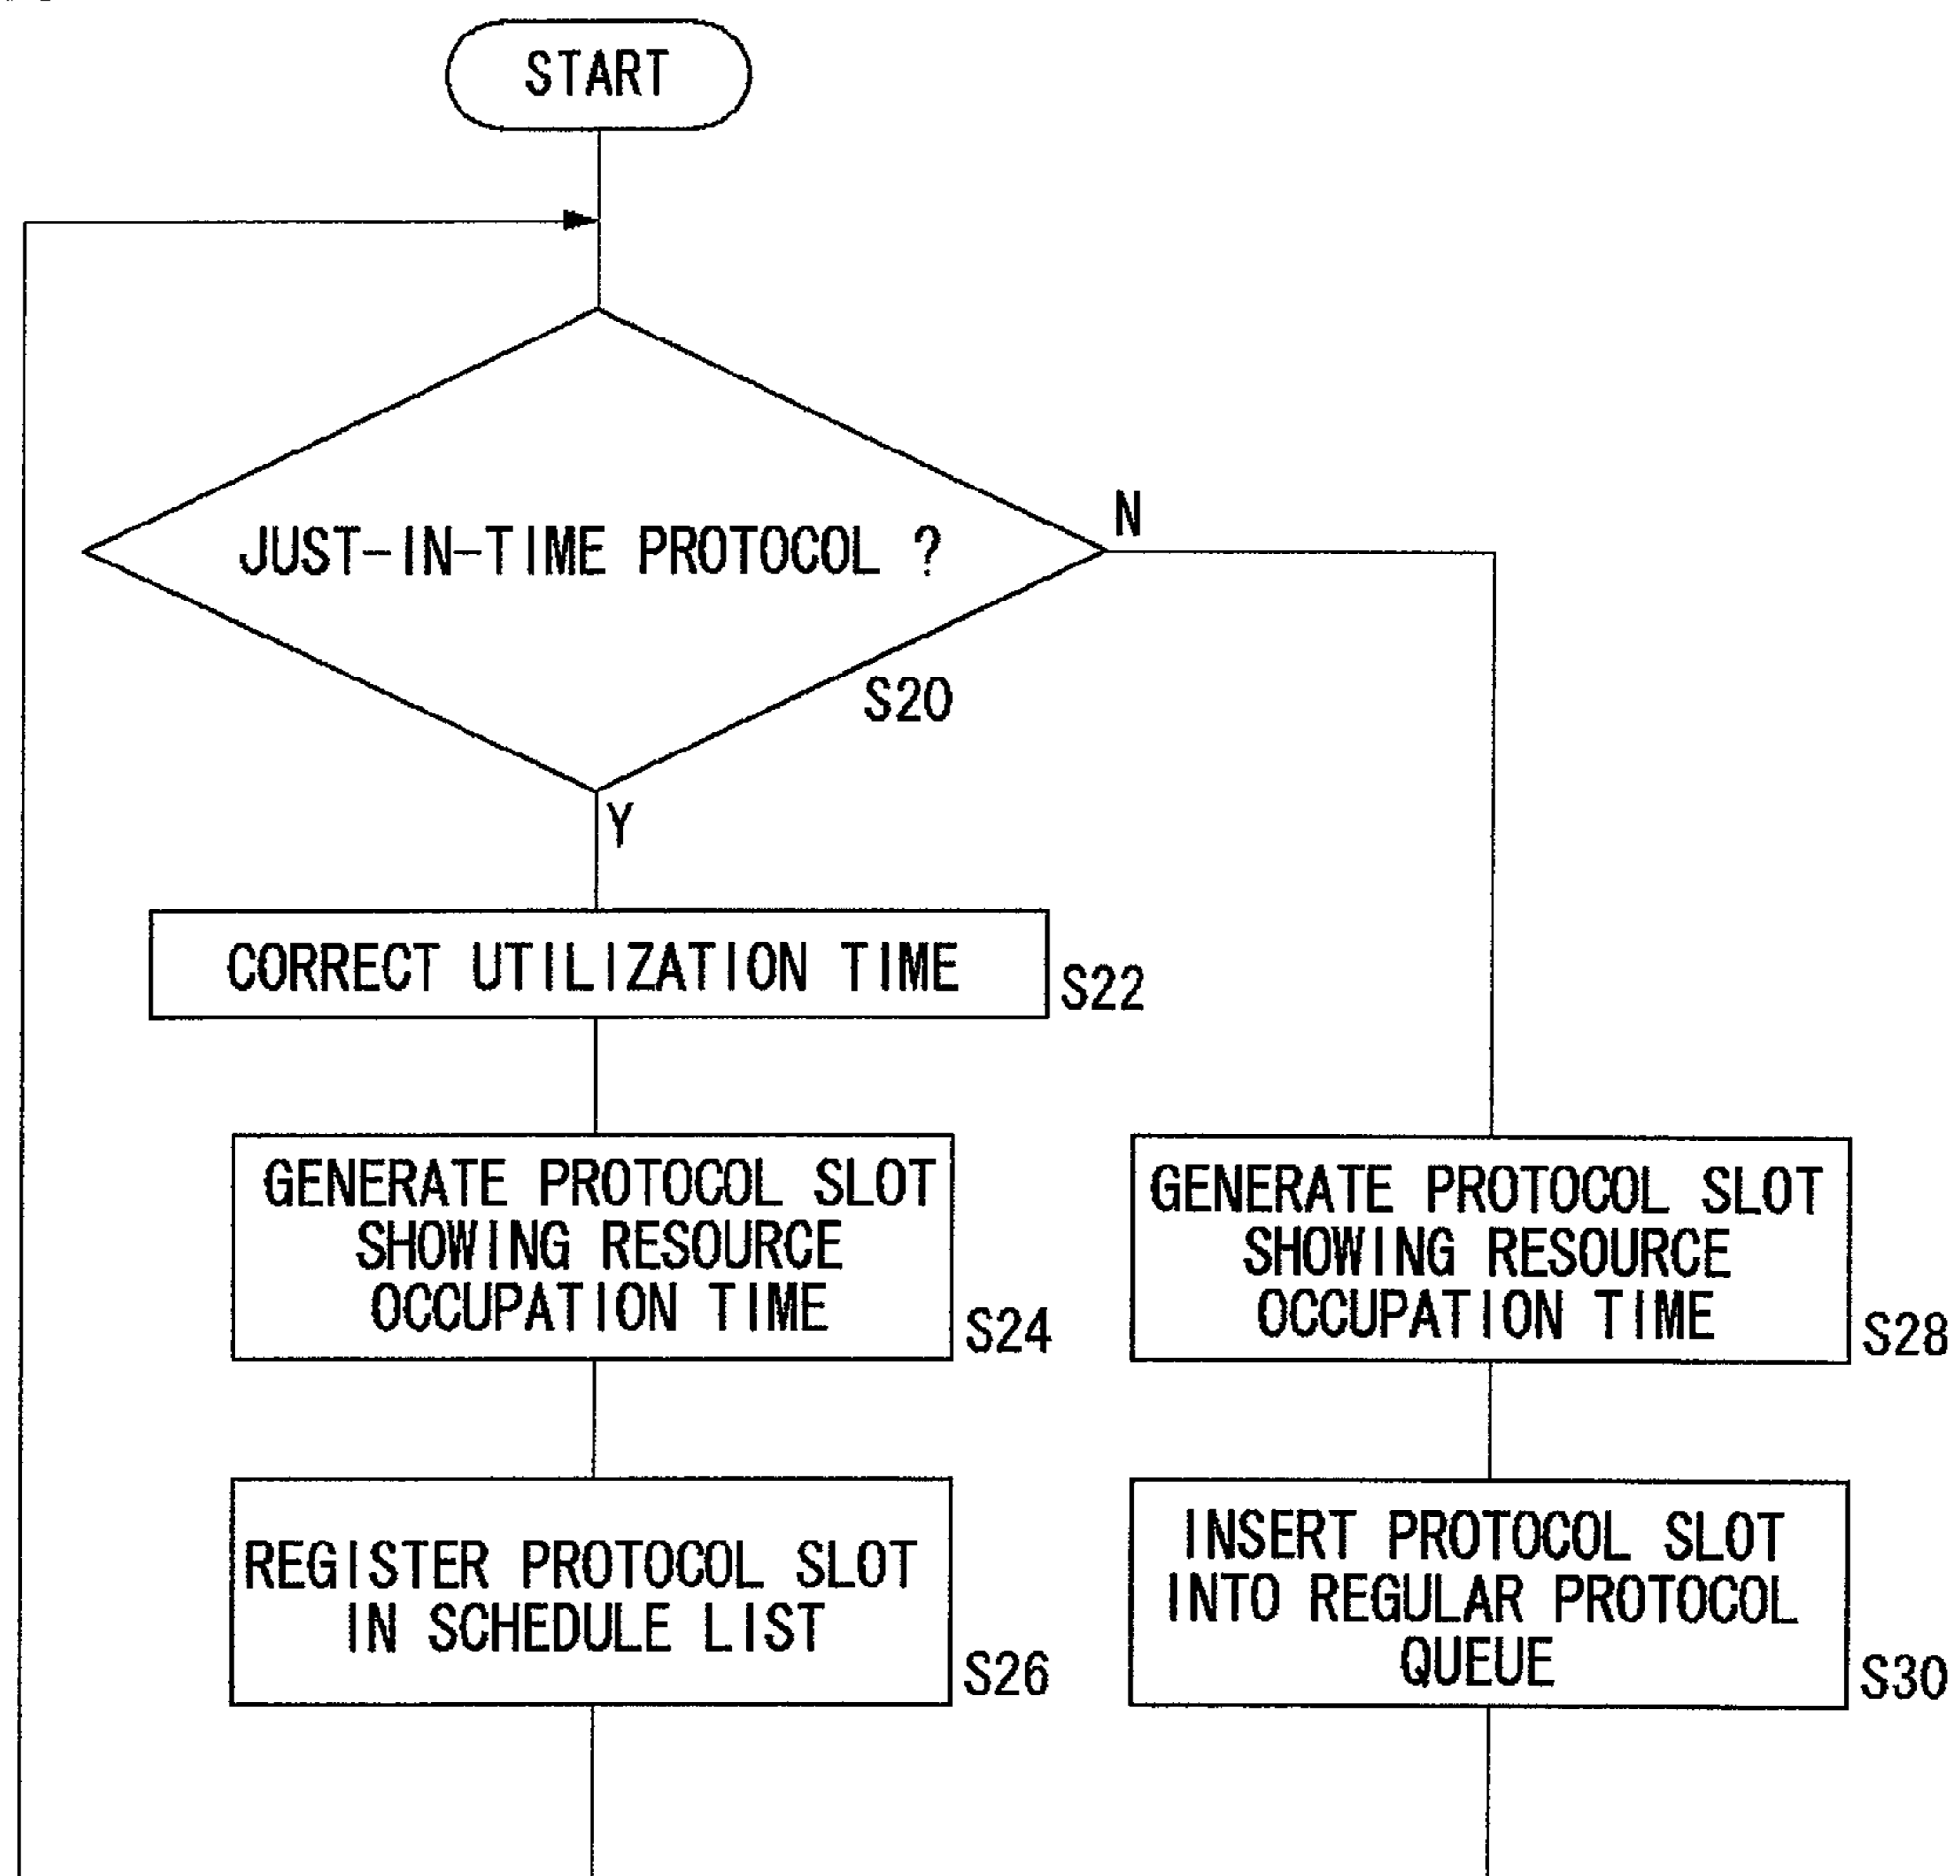 START
JUST-IN-TIME PROTOCOL ?
N
S20
Y
CORRECT UTILIZATION TIME
S22
GENERATE PROTOCOL SLOT
SHOWING RESOURCE
OCCUPATION TIME
S24
GENERATE PROTOCOL SLOT
SHOWING RESOURCE
OCCUPATION TIME
S28
REGISTER PROTOCOL SLOT
IN SCHEDULE LIST
S26
INSERT PROTOCOL SLOT
INTO REGULAR PROTOCOL
QUEUE
S30